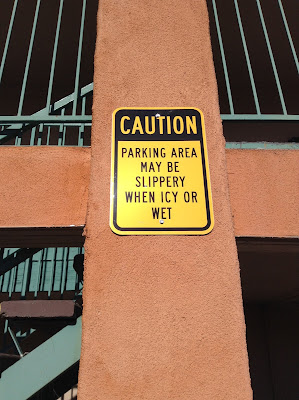 CAUTION
PARKING AREA
MAY BE
SLIPPERY
WHEN ICY OR
WET